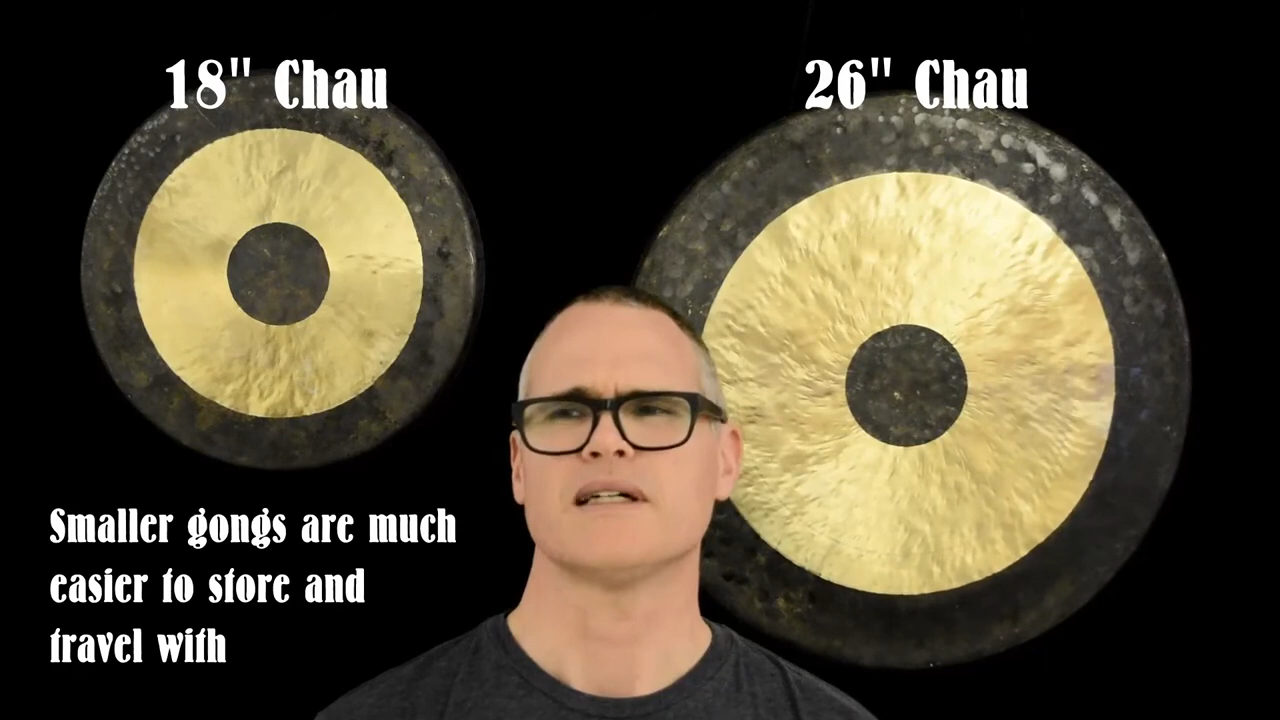 18" Chau
26" Chau
Smaller gongs are much
easier to store and
travel with